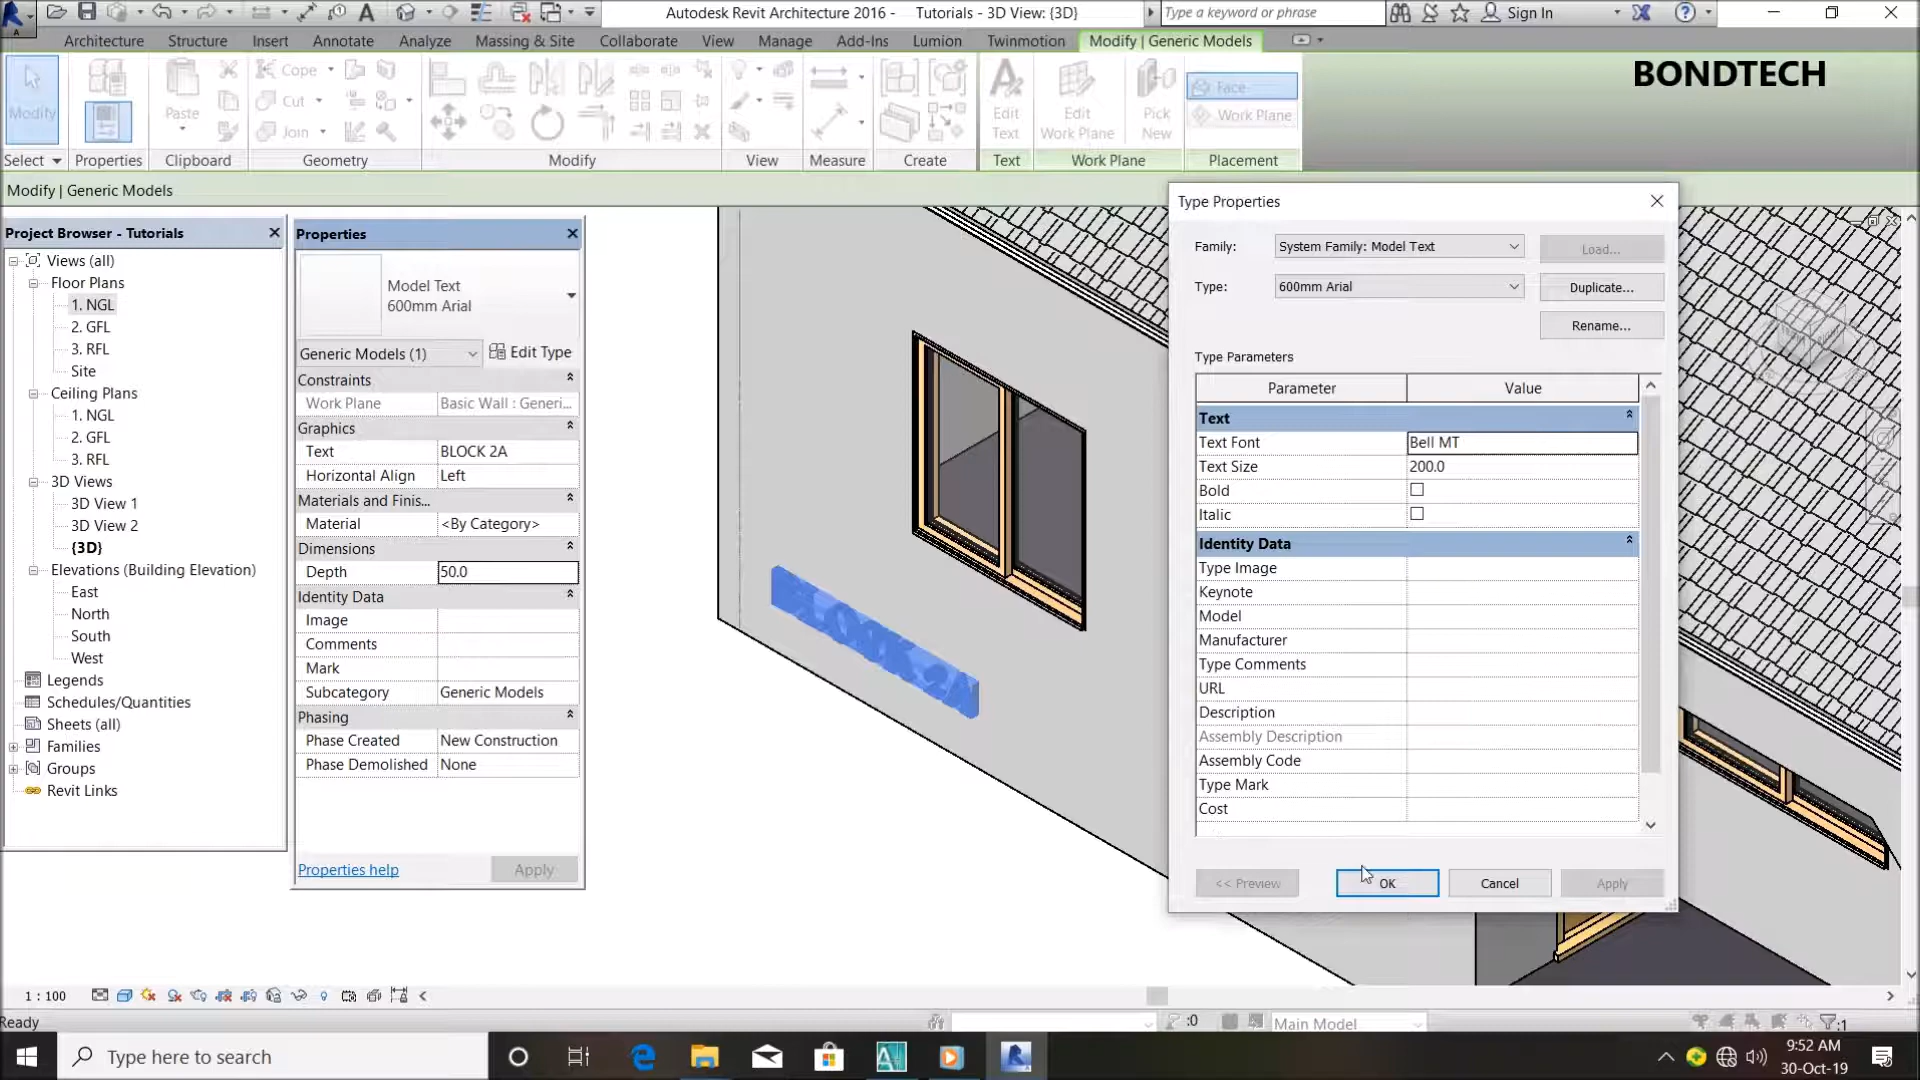 Autodesk Revit Architecture 2016 - Tutorials - 3D View: {3D}
Type a keyword or phrase
Sign In
Architecture Structure Insert Annotate Analyze Massing & Site Collaborate View Manage Add-Ins Lumion Twinmotion Modify | Generic Models
BONDTECH
Modify
Paste
Cope
Cut
Join
Edit Text
Edit Work Plane
Pick New
Face
Work Plane
Select Properties Clipboard Geometry Modify View Measure Create Text Work Plane Placement
Modify | Generic Models
Project Browser - Tutorials
Views (all)
Floor Plans
1. NGL
2. GFL
3. RFL
Site
Ceiling Plans
1. NGL
2. GFL
3. RFL
3D Views
3D View 1
3D View 2
{3D}
Elevations (Building Elevation)
East
North
South
West
Legends
Schedules/Quantities
Sheets (all)
Families
Groups
Revit Links
Properties
Model Text
600mm Arial
Generic Models (1) Edit Type
Constraints
Work Plane Basic Wall : Generi...
Graphics
Text BLOCK 2A
Horizontal Align Left
Materials and Finis...
Material <By Category>
Dimensions
Depth 50.0
Identity Data
Image
Comments
Mark
Subcategory Generic Models
Phasing
Phase Created New Construction
Phase Demolished None
Properties help Apply
BLOCK 2A
Type Properties
Family: System Family: Model Text Load...
Type: 600mm Arial Duplicate...
Rename...
Type Parameters
Parameter Value
Text
Text Font Bell MT
Text Size 200.0
Bold
Italic
Identity Data
Type Image
Keynote
Model
Manufacturer
Type Comments
URL
Description
Assembly Description
Assembly Code
Type Mark
Cost
<< Preview OK Cancel Apply
1 : 100
Ready
:0
Main Model
:1
Type here to search
9:52 AM
30-Oct-19